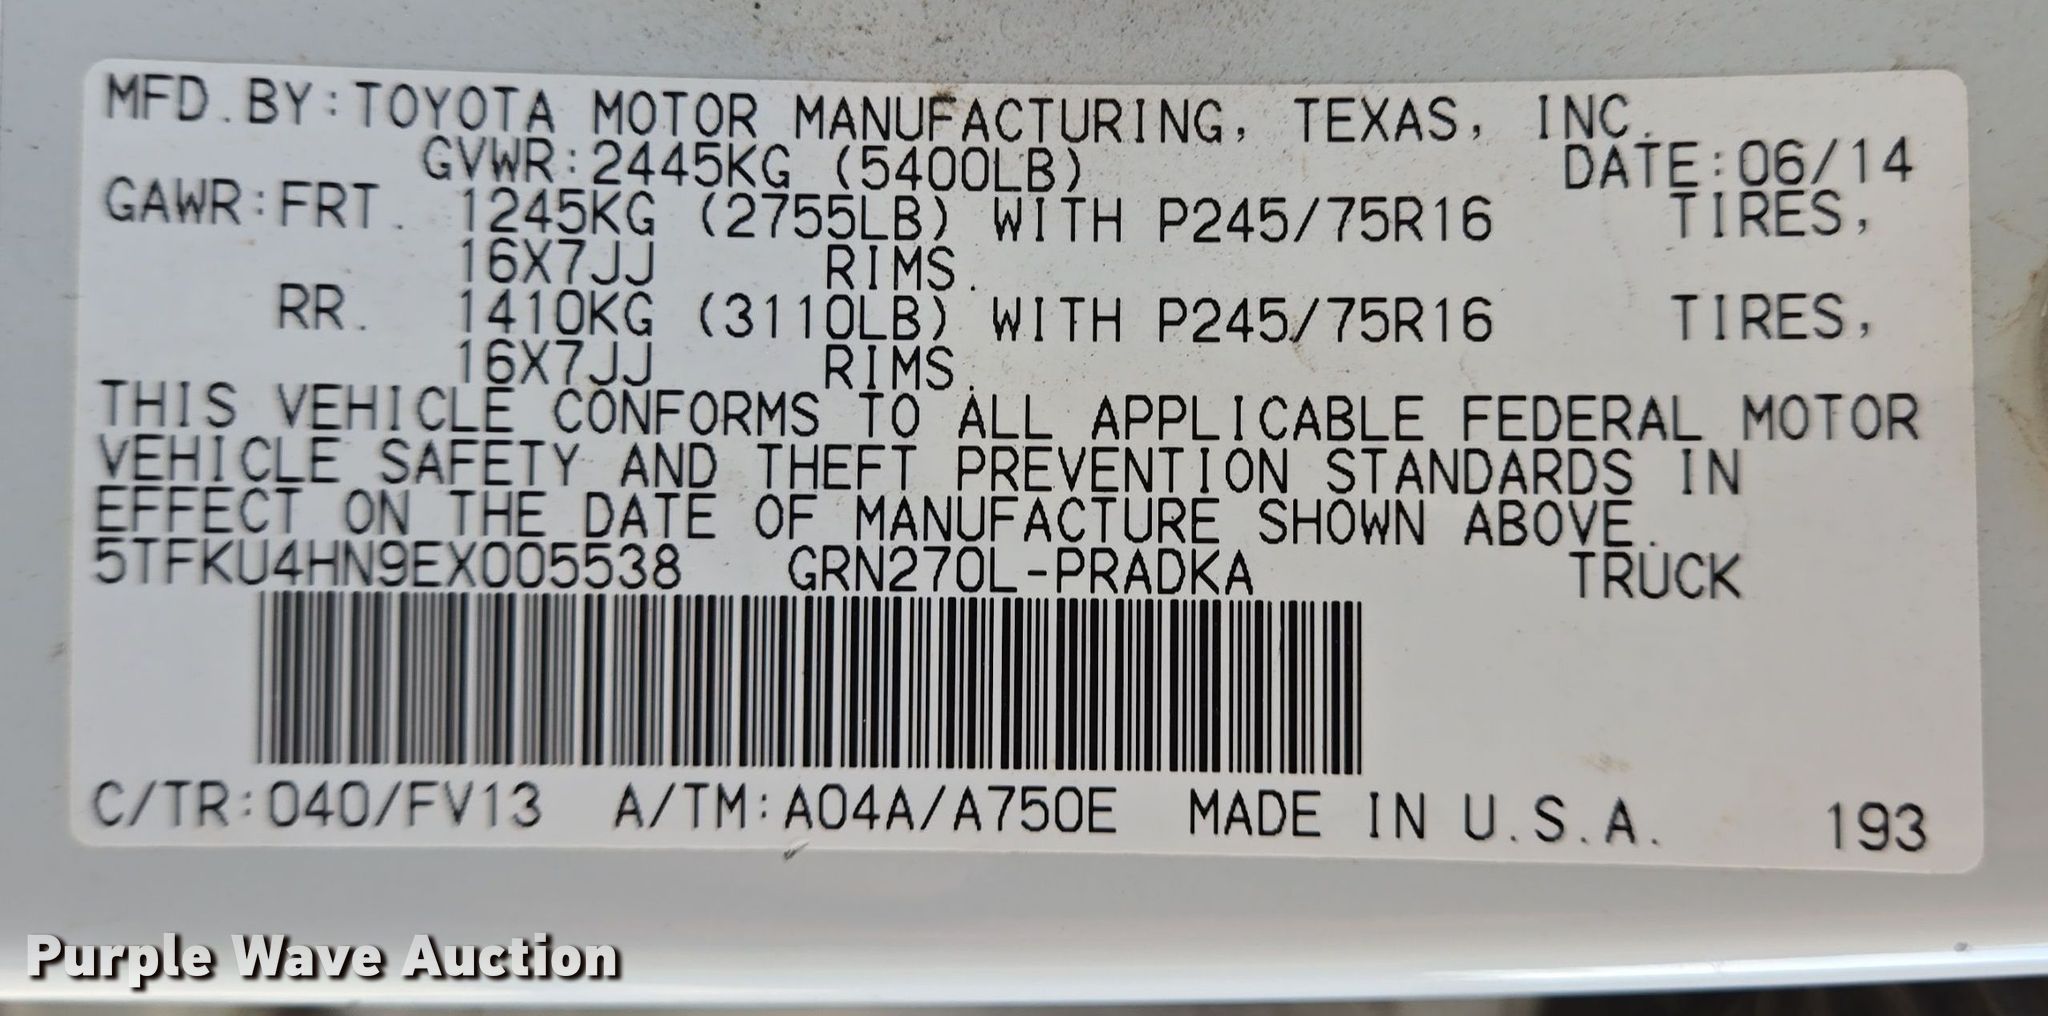 MFD.BY:TOYOTA MOTOR MANUFACTURING, TEXAS, INC.
GVWR:2445KG (5400LB) DATE:06/14
GAWR:FRT. 1245KG (2755LB) WITH P245/75R16 TIRES,
16X7JJ RIMS.
RR. 1410KG (3110LB) WITH P245/75R16 TIRES,
16X7JJ RIMS.
THIS VEHICLE CONFORMS TO ALL APPLICABLE FEDERAL MOTOR
VEHICLE SAFETY AND THEFT PREVENTION STANDARDS IN
EFFECT ON THE DATE OF MANUFACTURE SHOWN ABOVE.
5TFKU4HN9EX005538 GRN270L-PRADKA TRUCK
C/TR:040/FV13 A/TM:A04A/A750E MADE IN U.S.A. 193
Purple Wave Auction